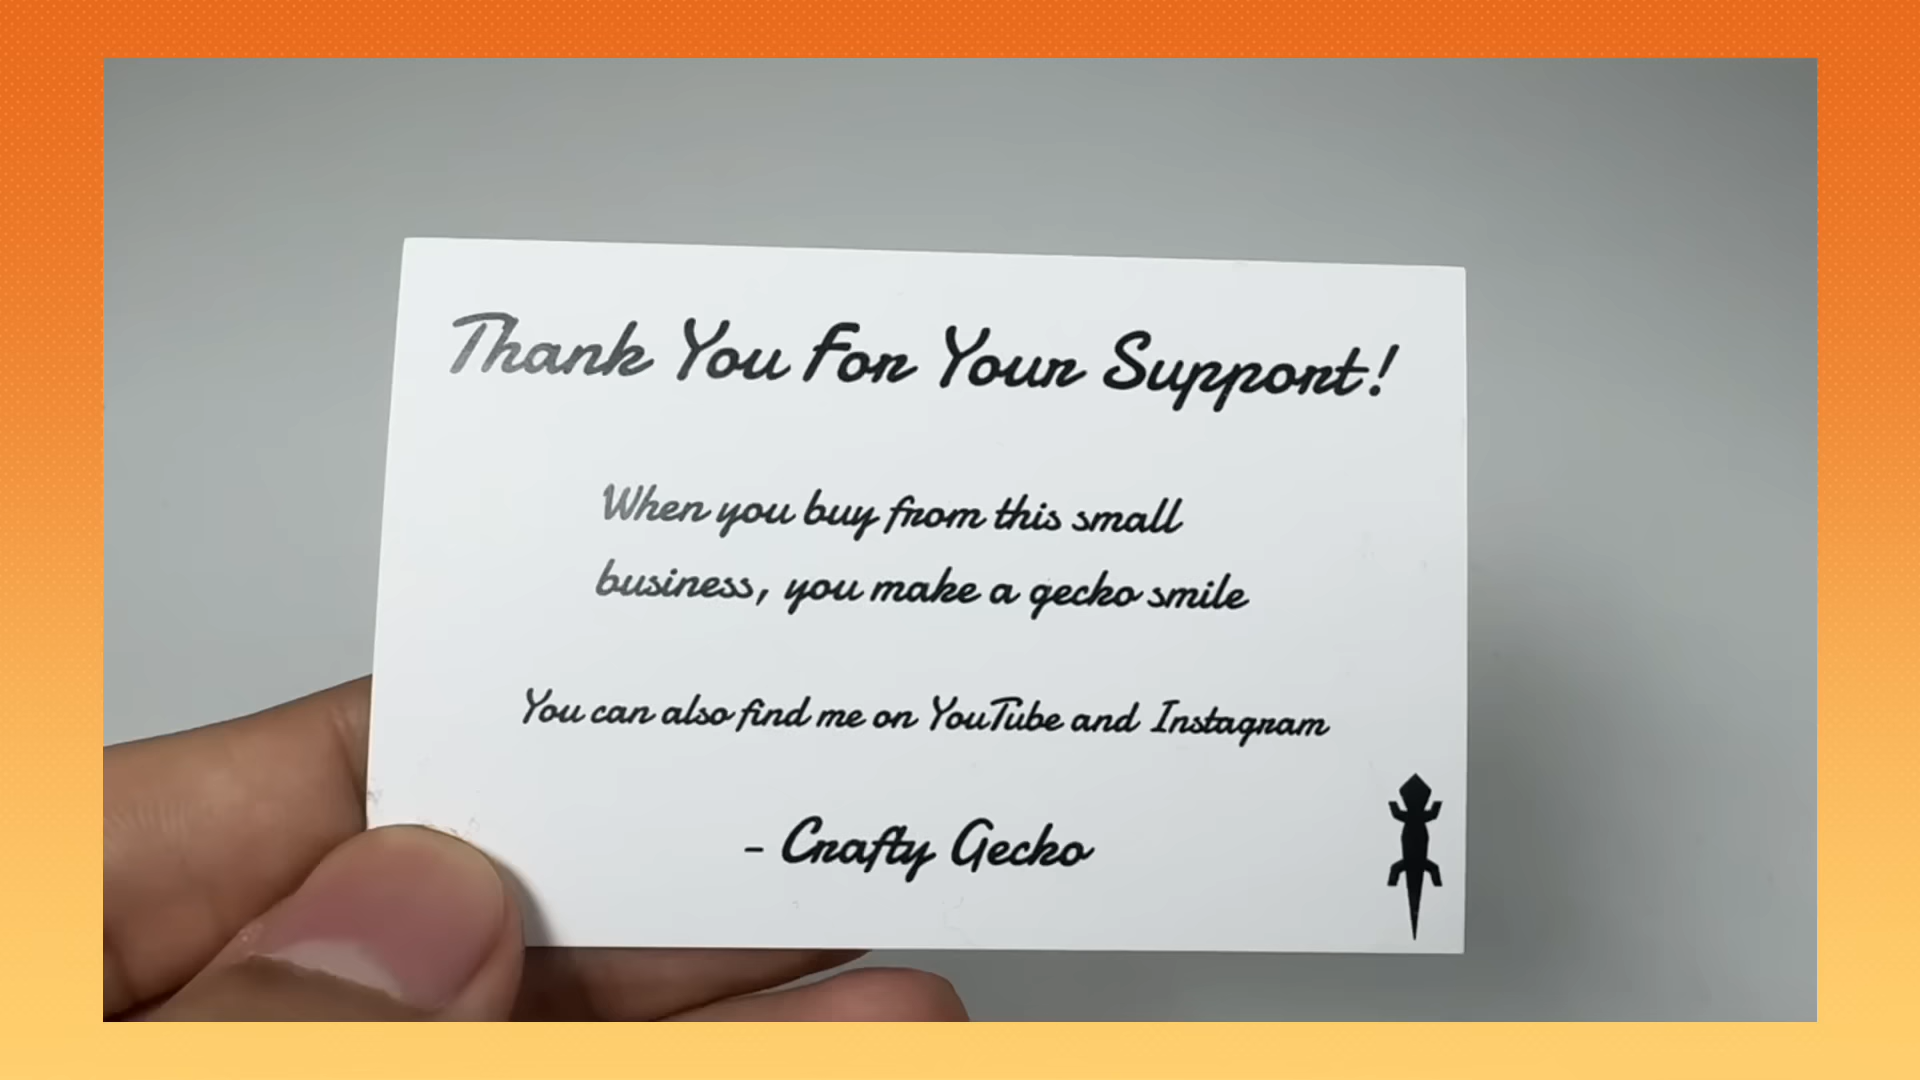 Thank You For Your Support!
When you buy from this small
business, you make a gecko smile
You can also find me on YouTube and Instagram
- Crafty Gecko